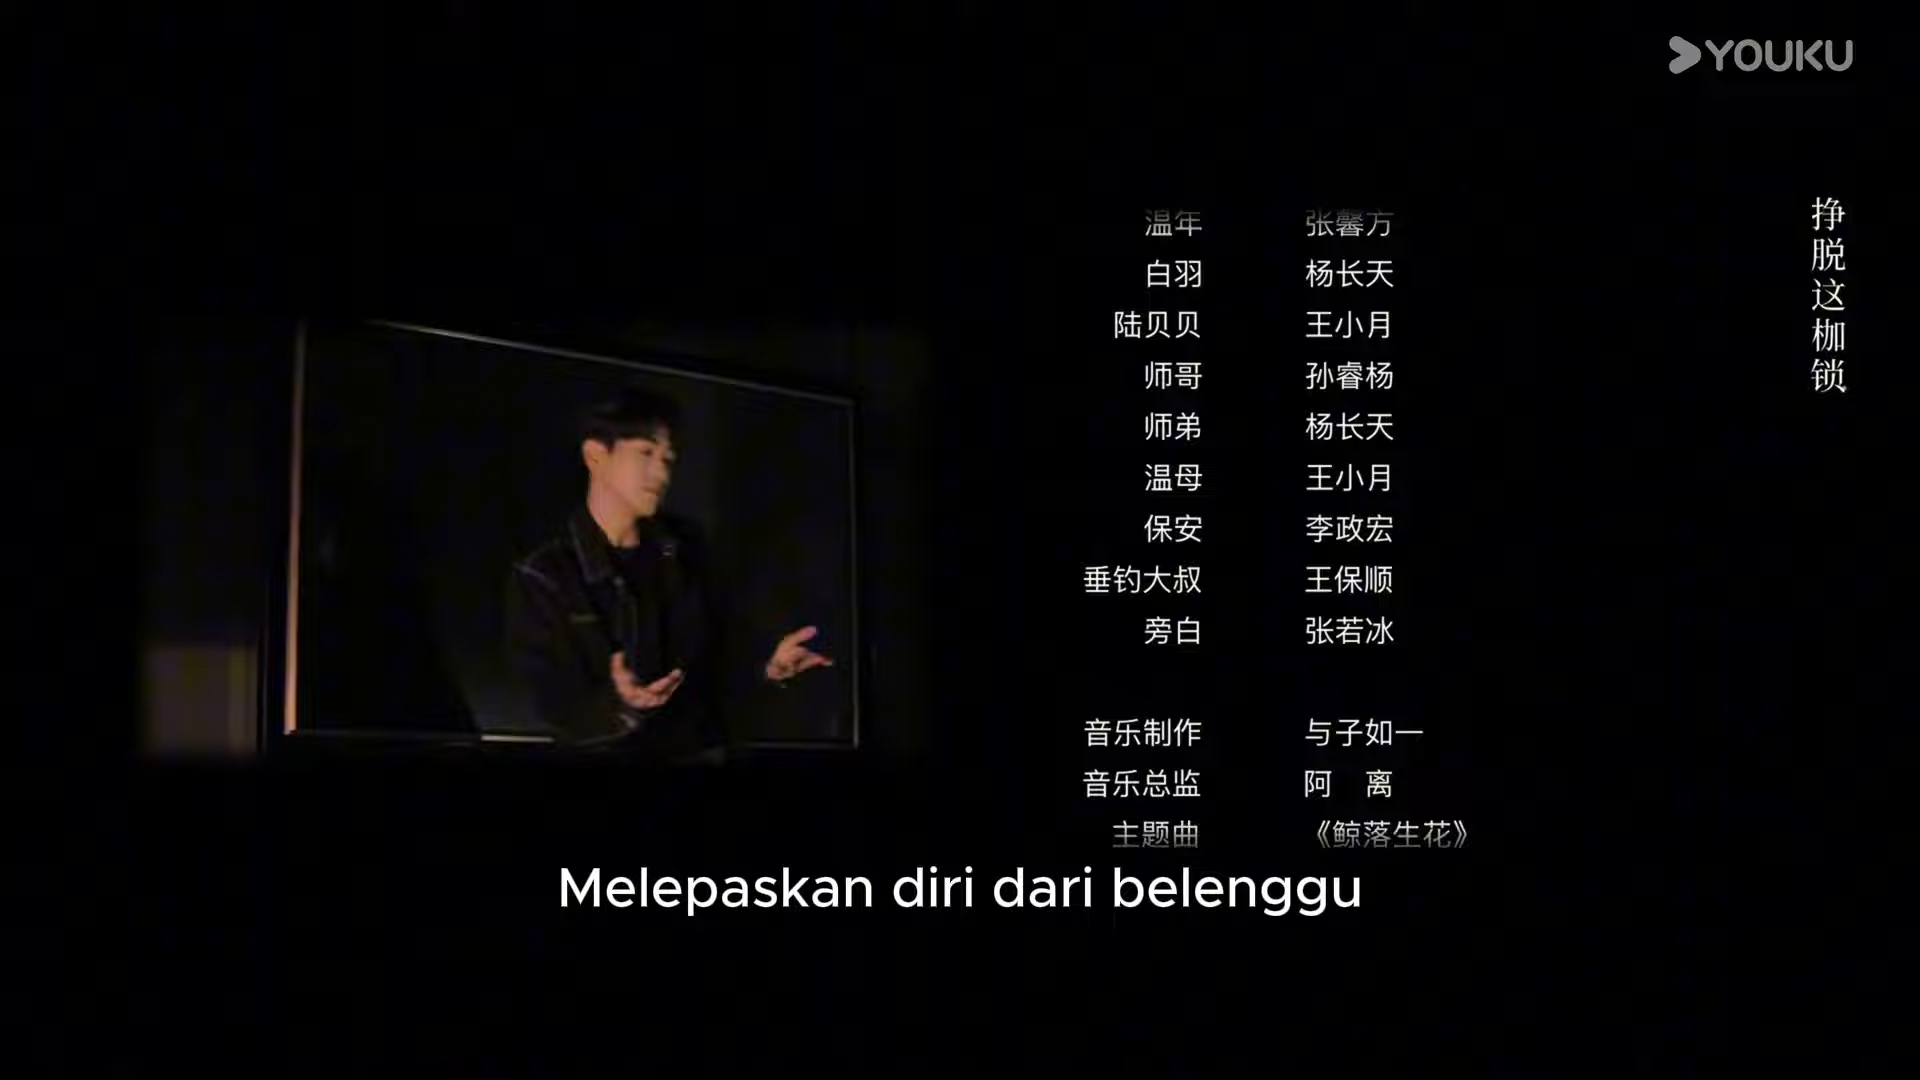 YOUKU
温年 张馨方
白羽 杨长天
陆贝贝 王小月
师哥 孙睿杨
师弟 杨长天
温母 王小月
保安 李政宏
垂钓大叔 王保顺
旁白 张若冰
音乐制作 与子如一
音乐总监 阿 离
主题曲 《鲸落生花》
挣脱这枷锁
Melepaskan diri dari belenggu